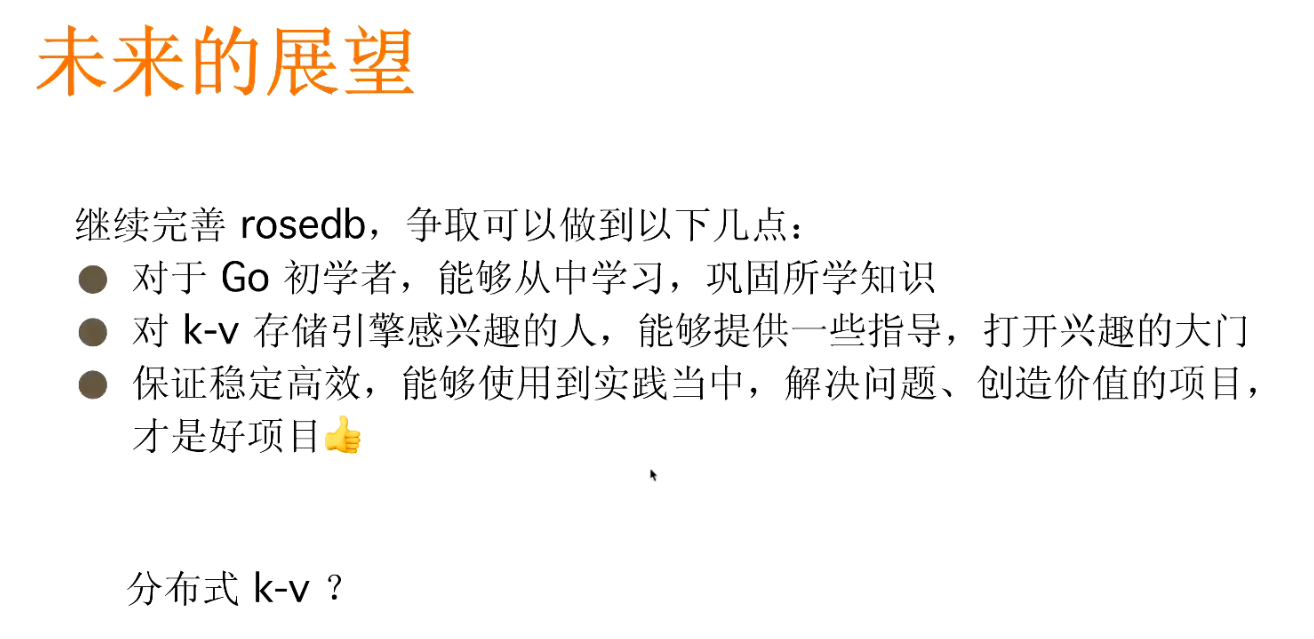 未来的展望
继续完善 rosedb，争取可以做到以下几点：
● 对于 Go 初学者，能够从中学习，巩固所学知识
● 对 k-v 存储引擎感兴趣的人，能够提供一些指导，打开兴趣的大门
● 保证稳定高效，能够使用到实践当中，解决问题、创造价值的项目，
才是好项目👍
分布式 k-v ？